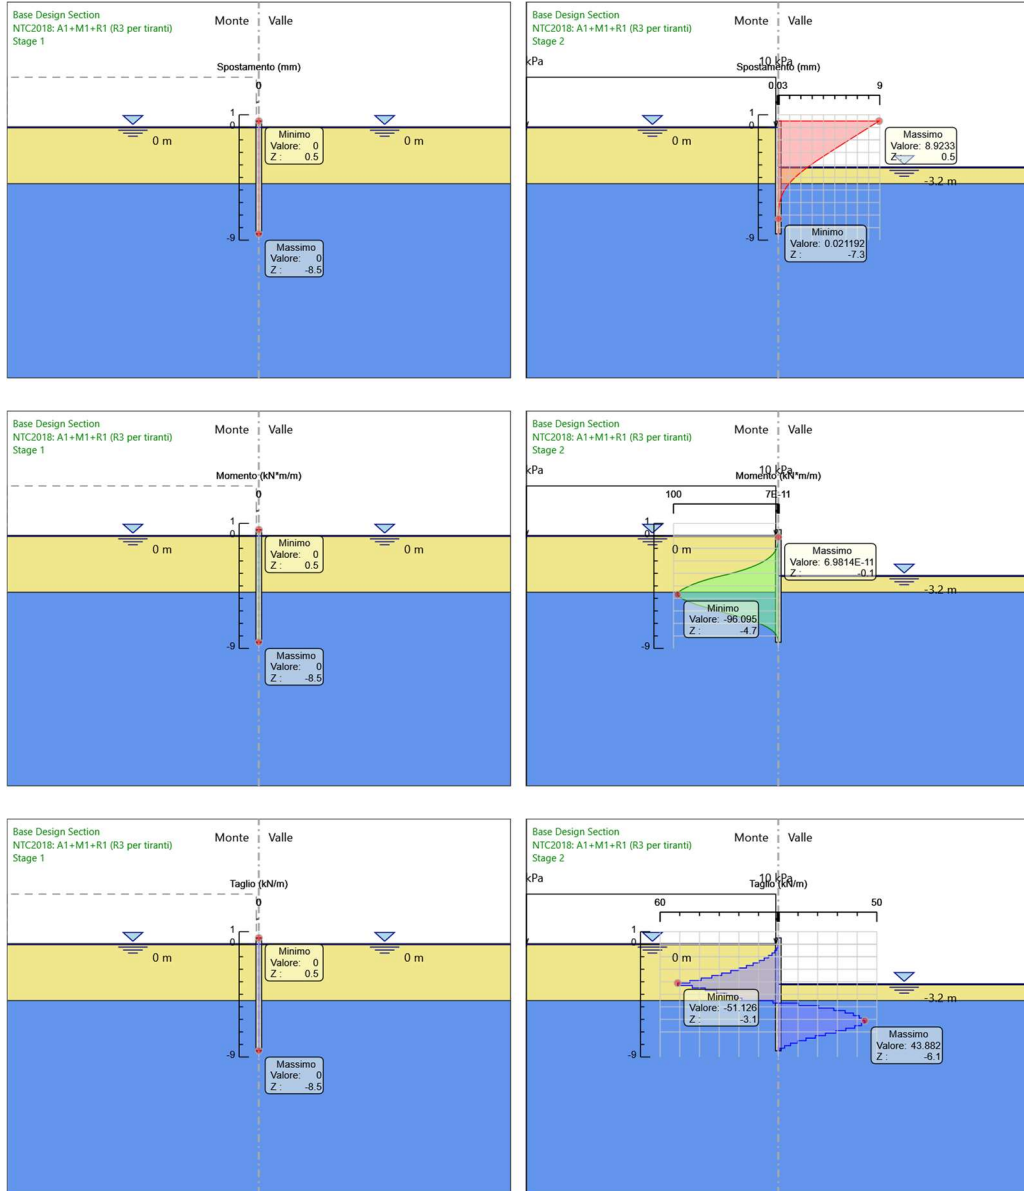 Base Design Section
NTC2018: A1+M1+R1 (R3 per tiranti)
Stage 1
Monte
Valle
Spostamento (mm)
0
1
0
-9
0 m
0 m
Minimo
Valore: 0
Z : 0.5
Massimo
Valore: 0
Z : -8.5
Base Design Section
NTC2018: A1+M1+R1 (R3 per tiranti)
Stage 2
Monte
Valle
kPa
10 kPa
Spostamento (mm)
0.03
9
1
0
-9
0 m
-3.2 m
Massimo
Valore: 8.9233
Z 0.5
Minimo
Valore: 0.021192
Z : -7.3
Base Design Section
NTC2018: A1+M1+R1 (R3 per tiranti)
Stage 1
Monte
Valle
Momento (kN*m/m)
0
1
0
-9
0 m
0 m
Minimo
Valore: 0
Z : 0.5
Massimo
Valore: 0
Z : -8.5
Base Design Section
NTC2018: A1+M1+R1 (R3 per tiranti)
Stage 2
Monte
Valle
kPa
10 kPa
Momento (kN*m/m)
100
7E-11
1
0
-9
0 m
-3.2 m
Massimo
Valore: 6.9814E-11
Z : -0.1
Minimo
Valore: -96.095
Z : -4.7
Base Design Section
NTC2018: A1+M1+R1 (R3 per tiranti)
Stage 1
Monte
Valle
Taglio (kN/m)
0
1
0
-9
0 m
0 m
Minimo
Valore: 0
Z : 0.5
Massimo
Valore: 0
Z : -8.5
Base Design Section
NTC2018: A1+M1+R1 (R3 per tiranti)
Stage 2
Monte
Valle
kPa
10 kPa
Taglio (kN/m)
60
50
1
0
-9
0 m
-3.2 m
Minimo
Valore: -51.126
Z : -3.1
Massimo
Valore: 43.882
Z : -6.1